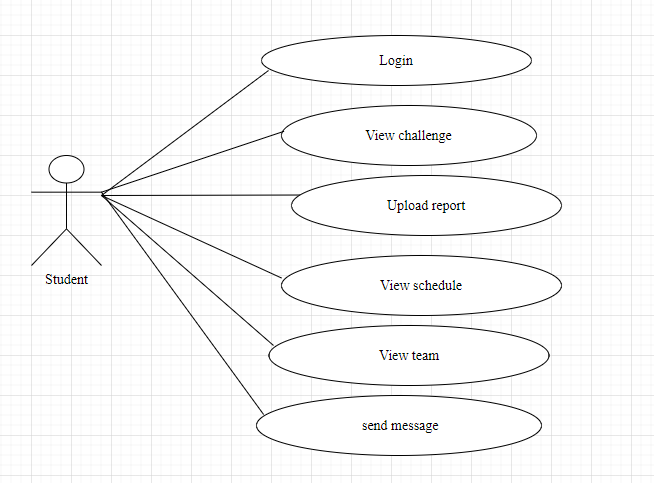 Login
View challenge
Upload report
View schedule
Student
View team
send message